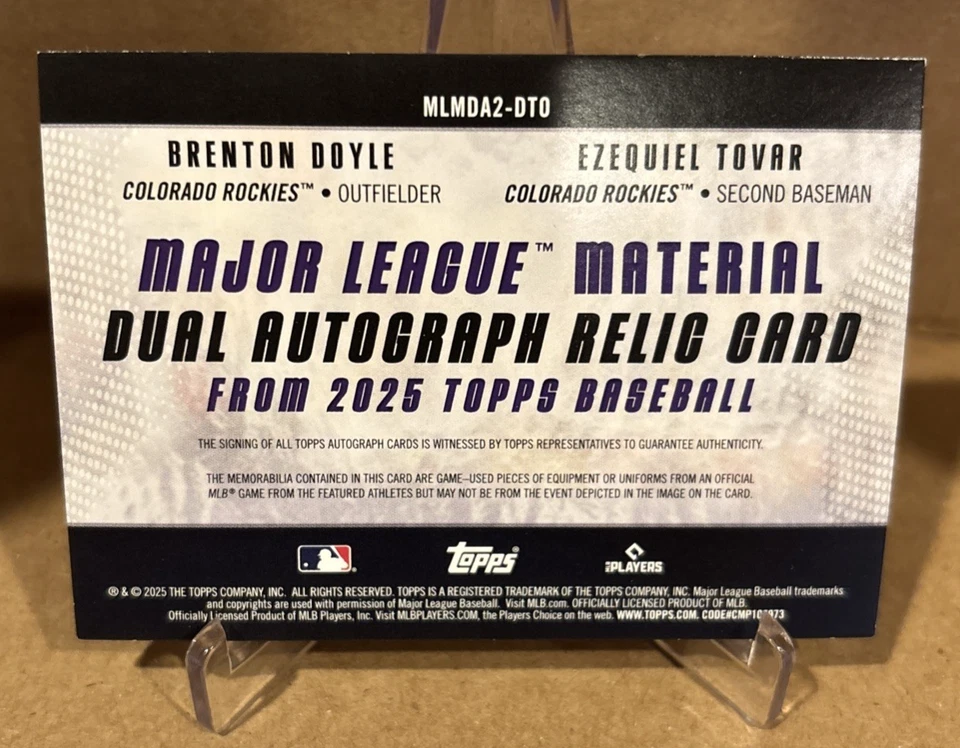 MLMDA2-DTO
BRENTON DOYLE
COLORADO ROCKIES™ • OUTFIELDER
EZEQUIEL TOVAR
COLORADO ROCKIES™ • SECOND BASEMAN
MAJOR LEAGUE™ MATERIAL
DUAL AUTOGRAPH RELIC CARD
FROM 2025 TOPPS BASEBALL
THE SIGNING OF ALL TOPPS AUTOGRAPH CARDS IS WITNESSED BY TOPPS REPRESENTATIVES TO GUARANTEE AUTHENTICITY.
THE MEMORABILIA CONTAINED IN THIS CARD ARE GAME-USED PIECES OF EQUIPMENT OR UNIFORMS FROM AN OFFICIAL
MLB® GAME FROM THE FEATURED ATHLETES BUT MAY NOT BE FROM THE EVENT DEPICTED IN THE IMAGE ON THE CARD.
Topps®
PLAYERS
® & © 2025 THE TOPPS COMPANY, INC. ALL RIGHTS RESERVED. TOPPS IS A REGISTERED TRADEMARK OF THE TOPPS COMPANY, INC. Major League Baseball trademarks
and copyrights are used with permission of Major League Baseball. Visit MLB.com. OFFICIALLY LICENSED PRODUCT OF MLB.
Officially Licensed Product of MLB Players, Inc. Visit MLBPLAYERS.COM, the Players Choice on the web. WWW.TOPPS.COM.